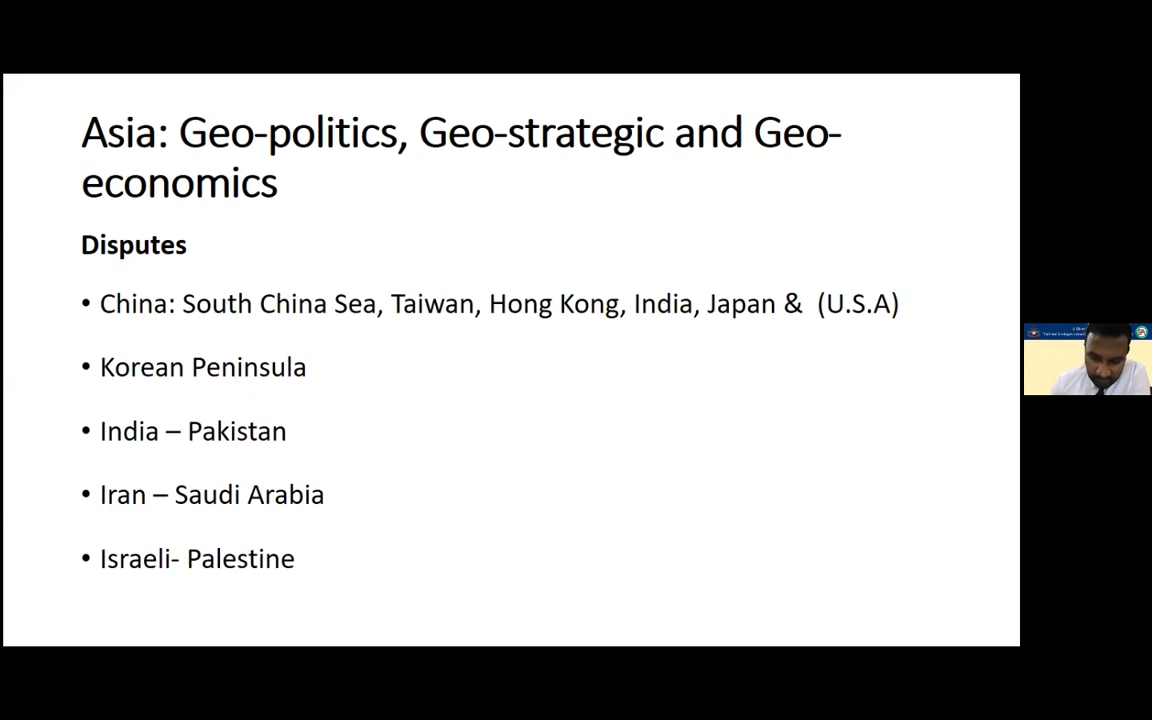 Asia: Geo-politics, Geo-strategic and Geo-
economics
Disputes
• China: South China Sea, Taiwan, Hong Kong, India, Japan & (U.S.A)
• Korean Peninsula
• India – Pakistan
• Iran – Saudi Arabia
• Israeli- Palestine